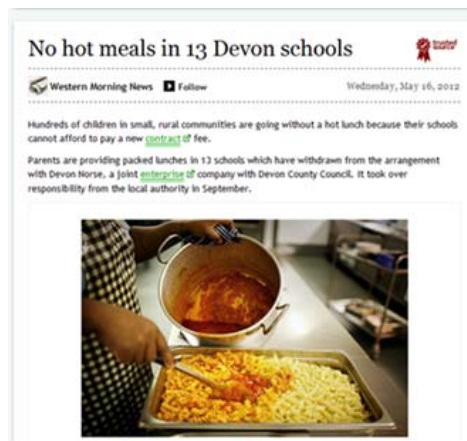 No hot meals in 13 Devon schools
trusted
source
Western Morning News Follow
Wednesday, May 16, 2012
Hundreds of children in small, rural communities are going without a hot lunch because their schools
cannot afford to pay a new contract fee.
Parents are providing packed lunches in 13 schools which have withdrawn from the arrangement
with Devon Norse, a joint enterprise company with Devon County Council. It took over
responsibility from the local authority in September.